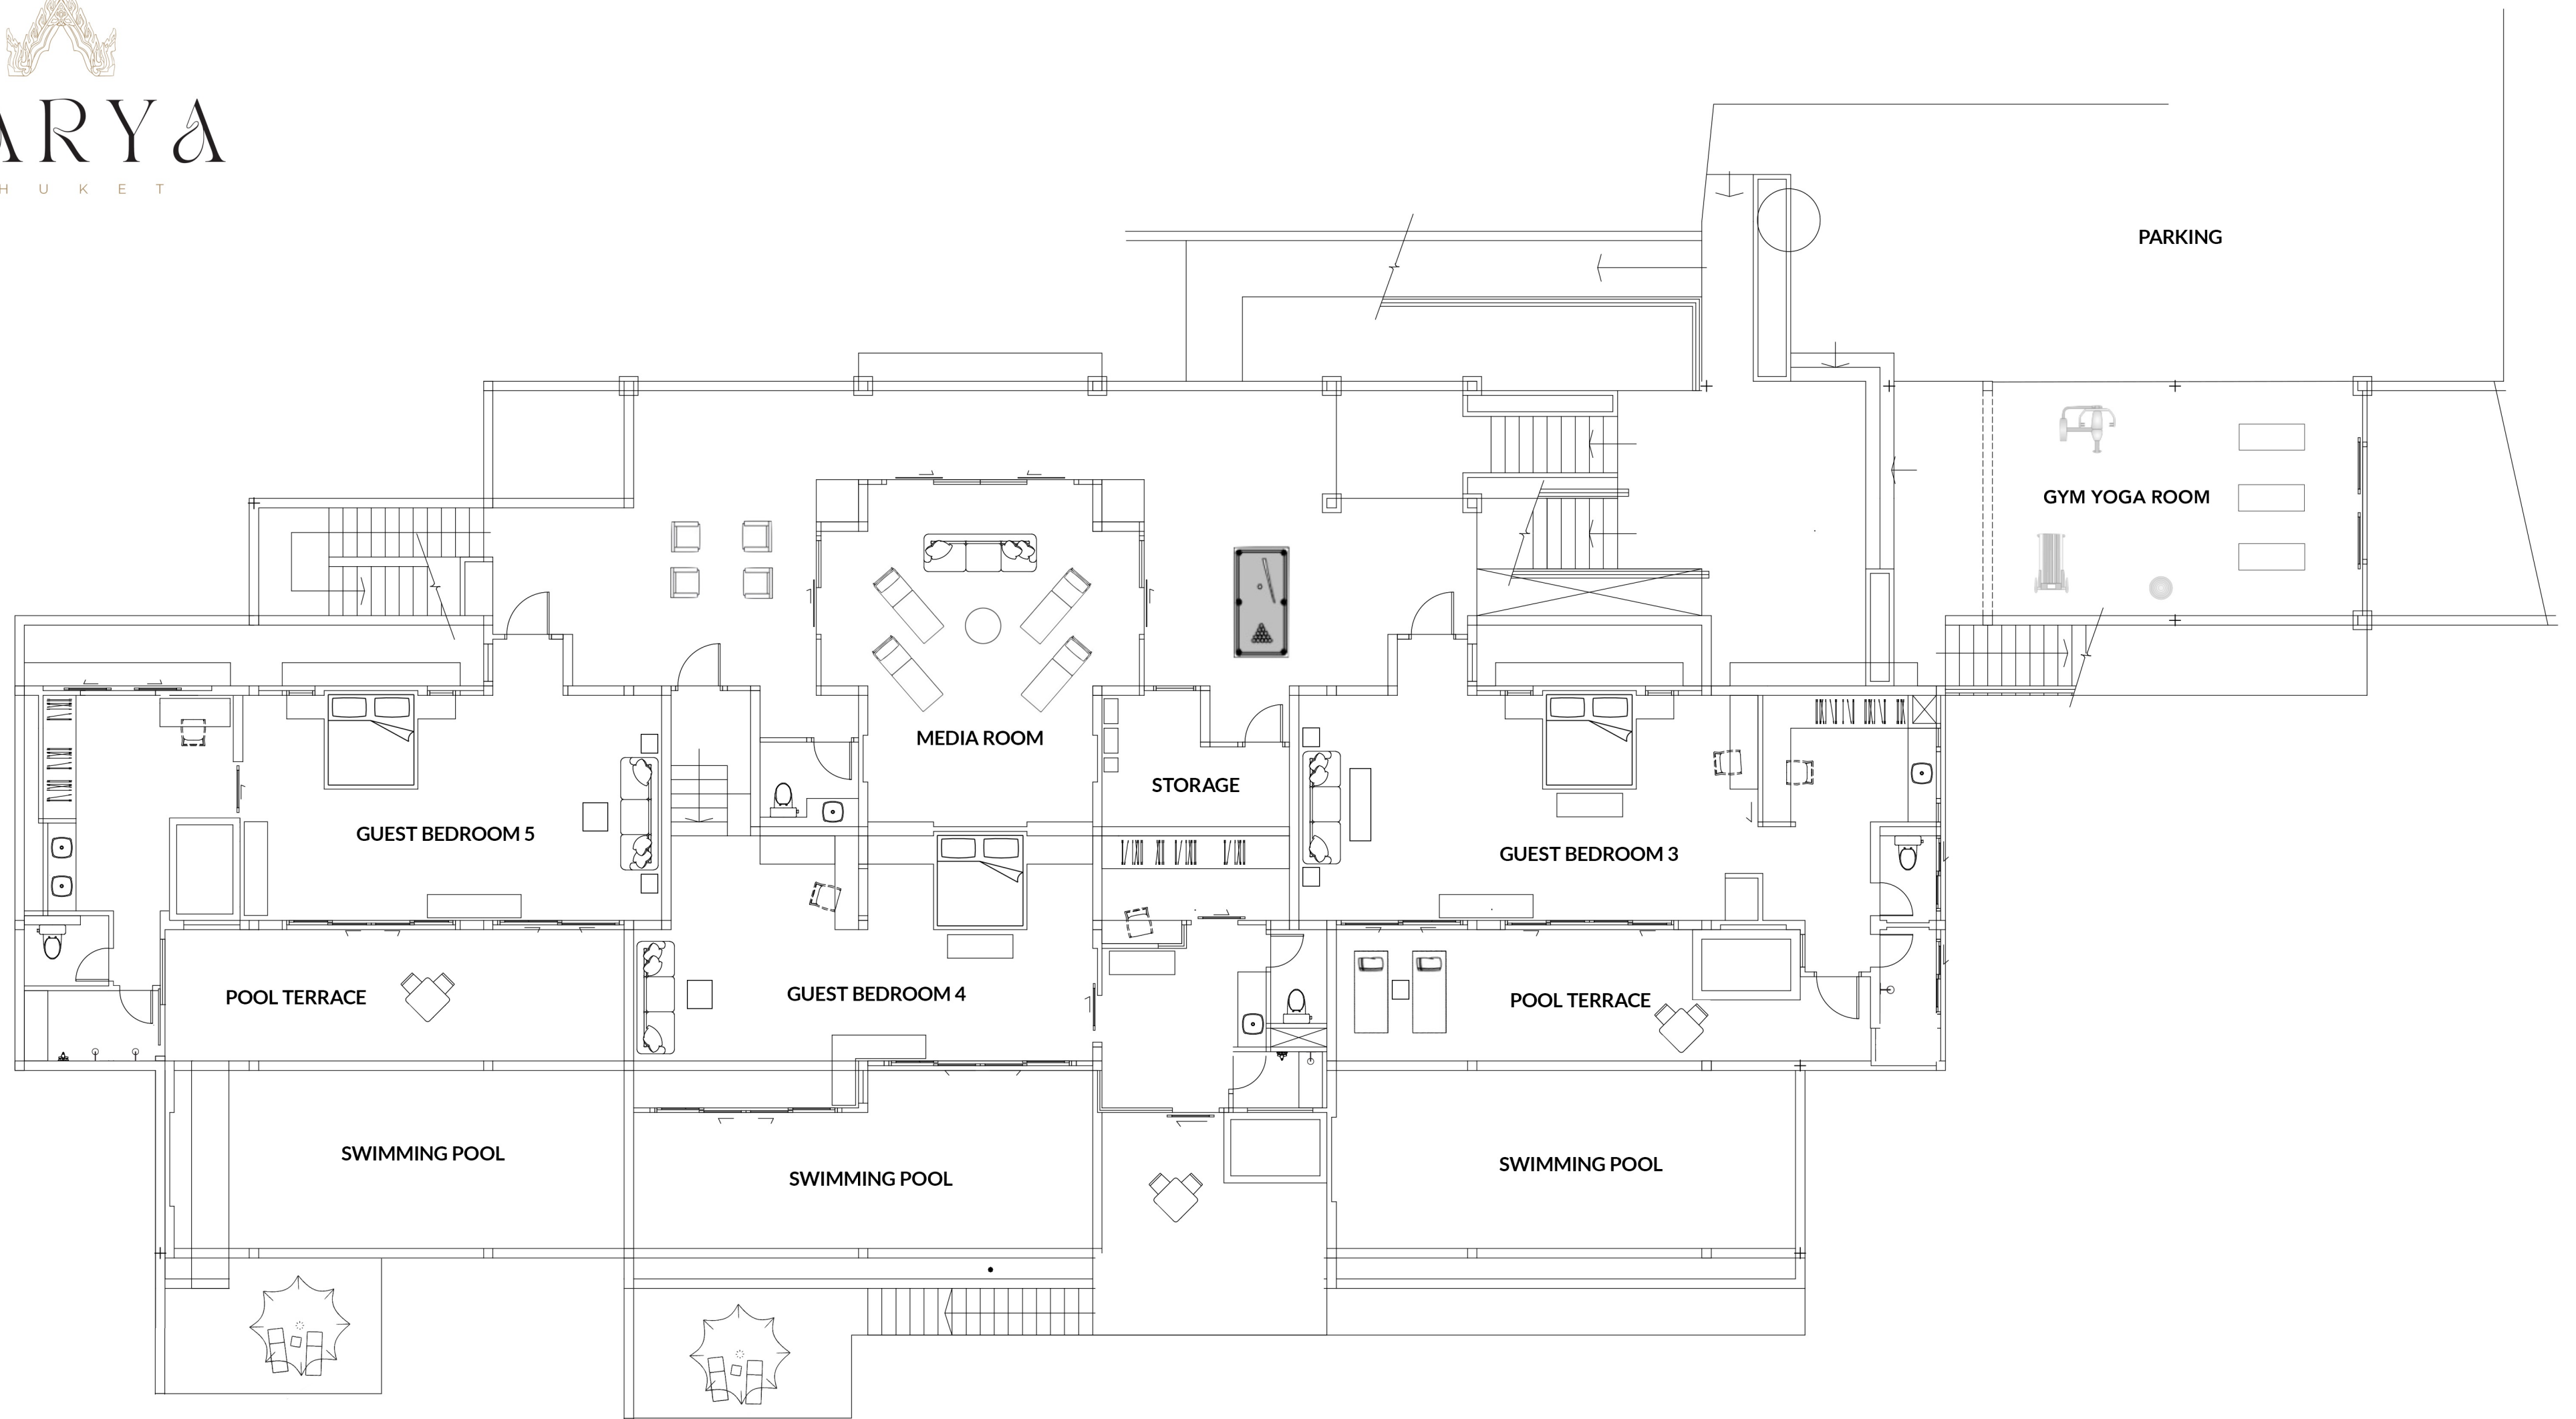 ARYA
HUKET
PARKING
GYM YOGA ROOM
MEDIA ROOM
STORAGE
GUEST BEDROOM 5
GUEST BEDROOM 3
GUEST BEDROOM 4
POOL TERRACE
POOL TERRACE
SWIMMING POOL
SWIMMING POOL
SWIMMING POOL